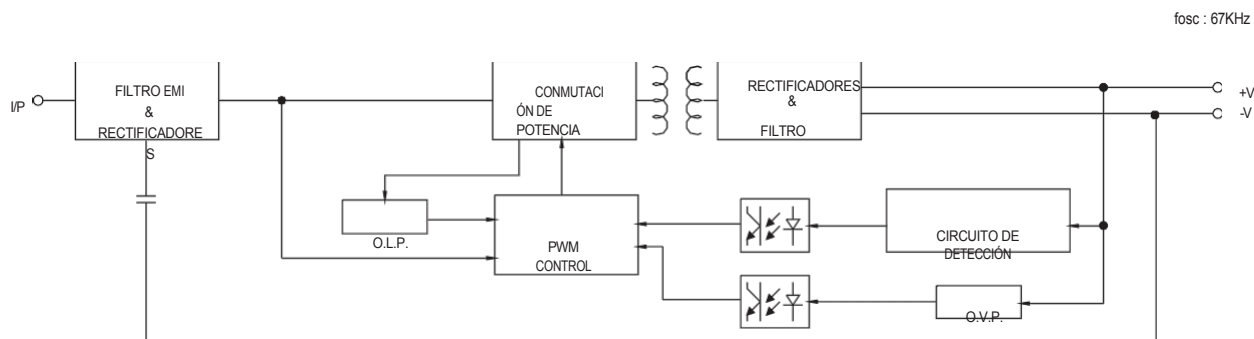 fosc : 67KHz
I/P
FILTRO EMI
&
RECTIFICADORE
S
CONMUTACI
ÓN DE
POTENCIA
RECTIFICADORES
&
FILTRO
+V
-V
O.L.P.
PWM
CONTROL
CIRCUITO DE
DETECCIÓN
O.V.P.